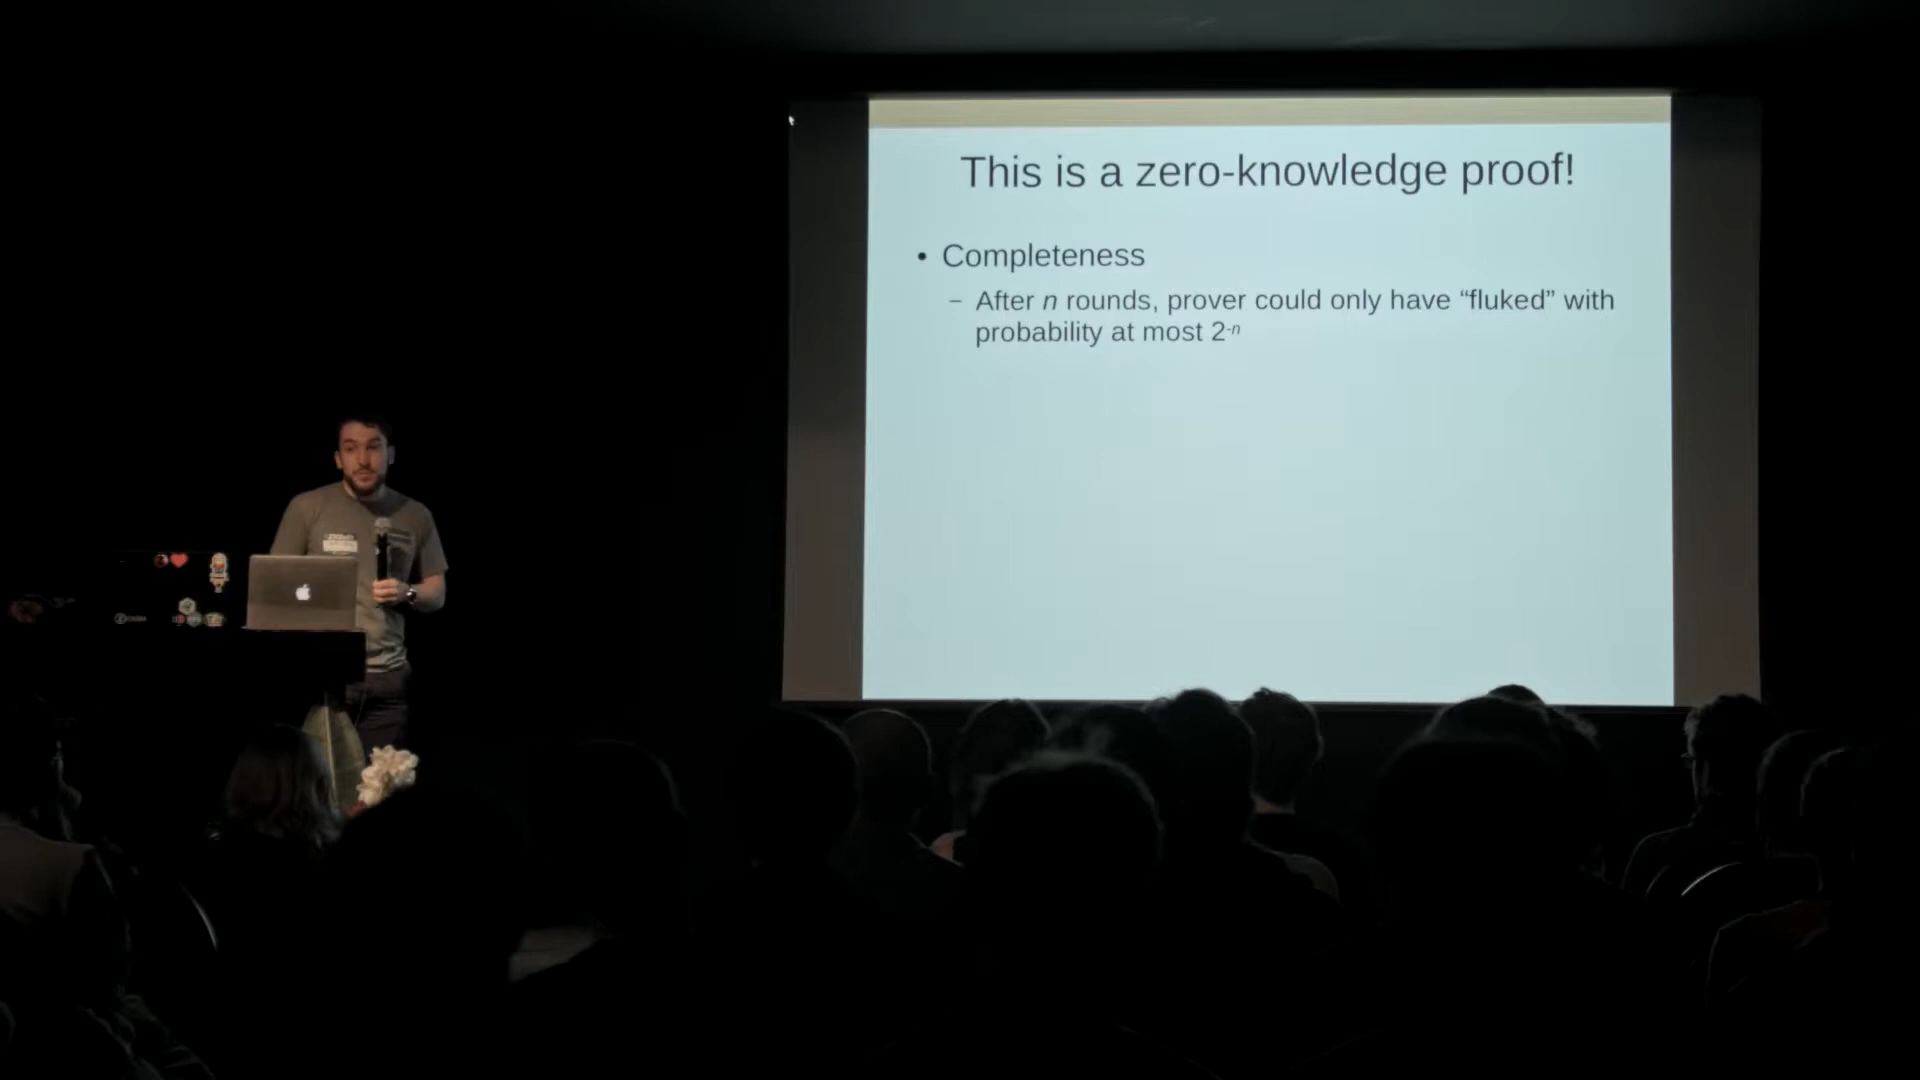 This is a zero-knowledge proof!
• Completeness
– After n rounds, prover could only have “fluked” with
probability at most 2-n